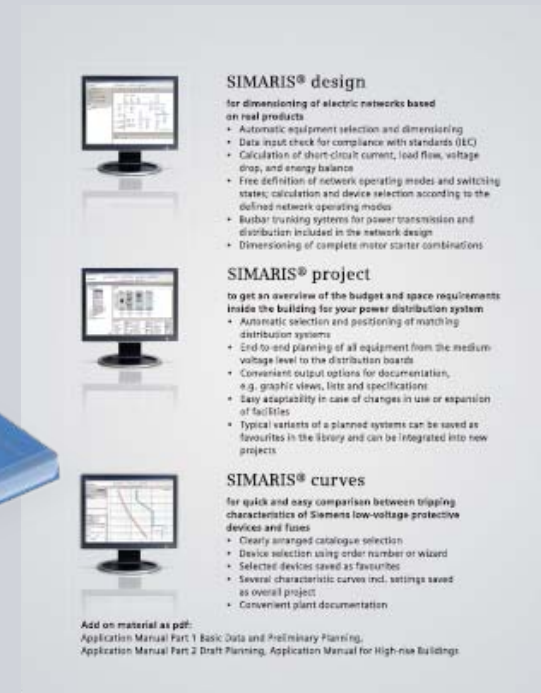 SIMARIS® design
for dimensioning of electric networks based
on real products
• Automatic equipment selection and dimensioning
• Data input check for compliance with standards (IEC)
• Calculation of short-circuit current, load flow, voltage
drop, and energy balance
• Free definition of network operating modes and switching
states; calculation and device selection according to the
defined network operating modes
• Busbar trunking systems for power transmission and
distribution included in the network design
• Dimensioning of complete motor starter combinations
SIMARIS® project
to get an overview of the budget and space requirements
inside the building for your power distribution system
• Automatic selection and positioning of matching
distribution systems
• End-to-end planning of all equipment from the medium-
voltage level to the distribution boards
• Convenient output options for documentation,
e.g. graphic views, lists and specifications
• Easy adaptability in case of changes in use or expansion
of facilities
• Typical variants of a planned systems can be saved as
favourites in the library and can be integrated into new
projects
SIMARIS® curves
for quick and easy comparison between tripping
characteristics of Siemens low-voltage protective
devices and fuses
• Clearly arranged catalogue selection
• Device selection using order number or wizard
• Selected devices saved as favourites
• Several characteristic curves incl. settings saved
as overall project
• Convenient plant documentation
Add on material as pdf:
Application Manual Part 1 Basic Data and Preliminary Planning,
Application Manual Part 2 Draft Planning, Application Manual for High-rise Buildings